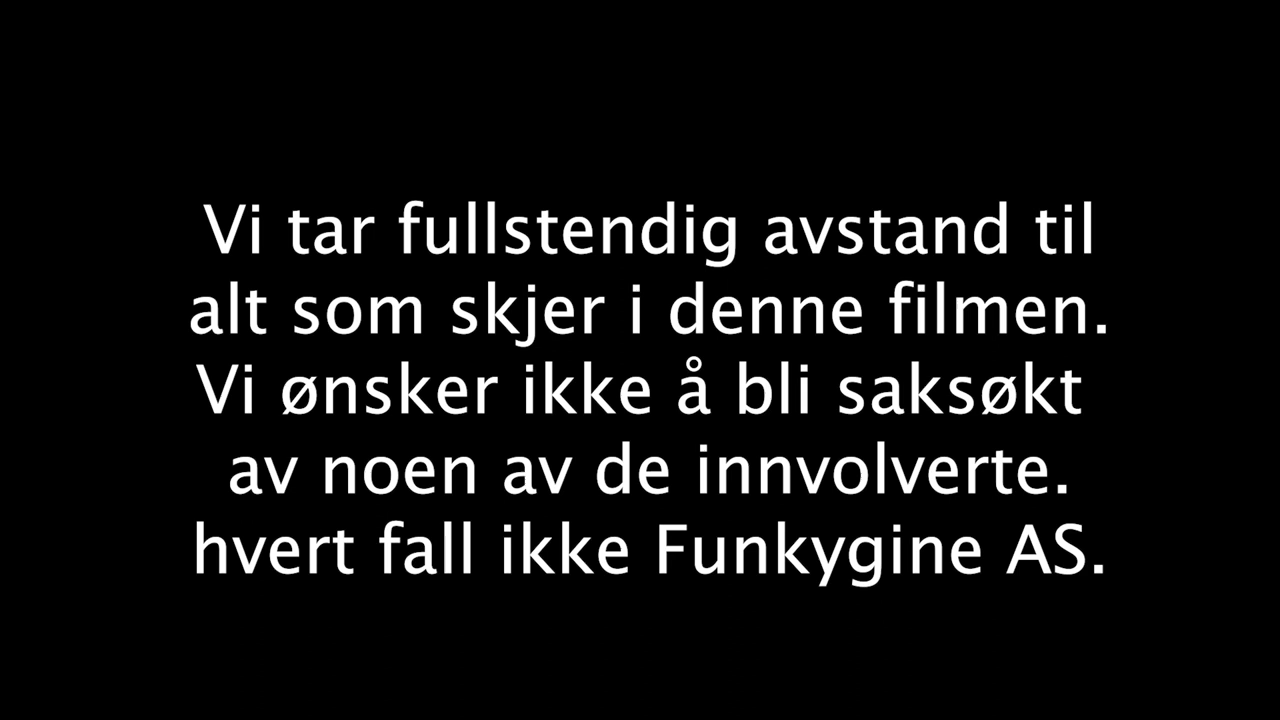 Vi tar fullstendig avstand til
alt som skjer i denne filmen.
Vi ønsker ikke å bli saksøkt
av noen av de innvolverte.
hvert fall ikke Funkygine AS.